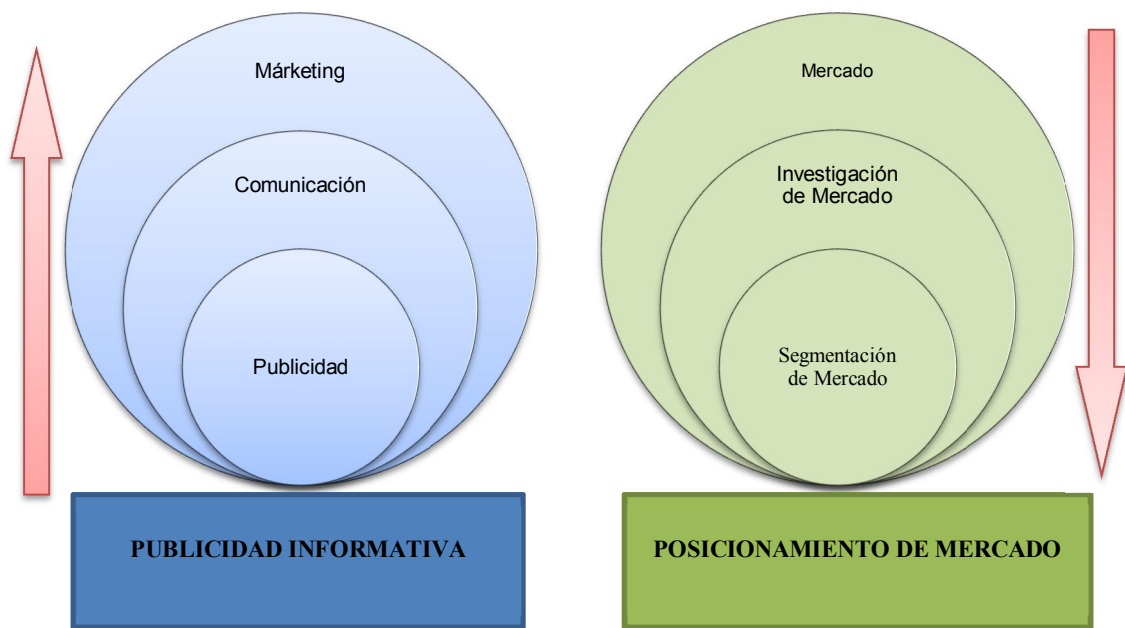 Márketing
Comunicación
Publicidad
PUBLICIDAD INFORMATIVA
Mercado
Investigación
de Mercado
Segmentación
de Mercado
POSICIONAMIENTO DE MERCADO